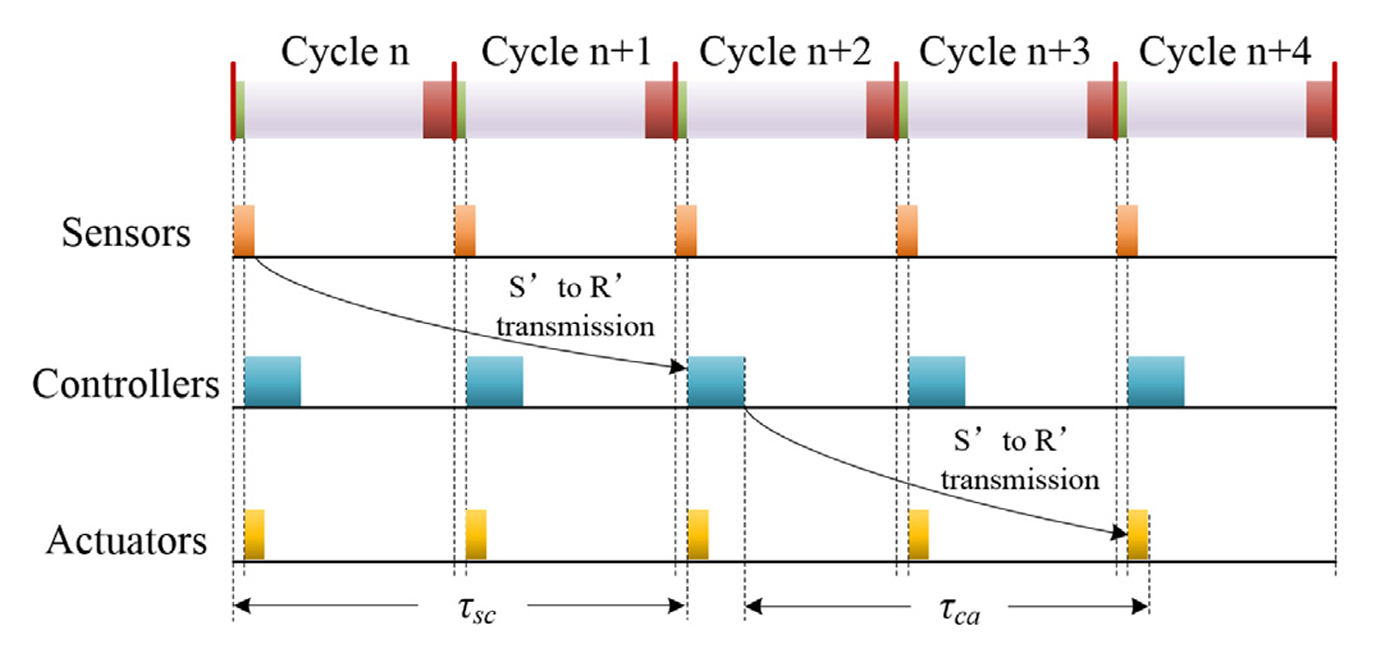 Cycle n
Cycle n+1
Cycle n+2
Cycle n+3
Cycle n+4
Sensors
S’ to R’
transmission
Controllers
S’ to R’
transmission
Actuators
τsc
τca